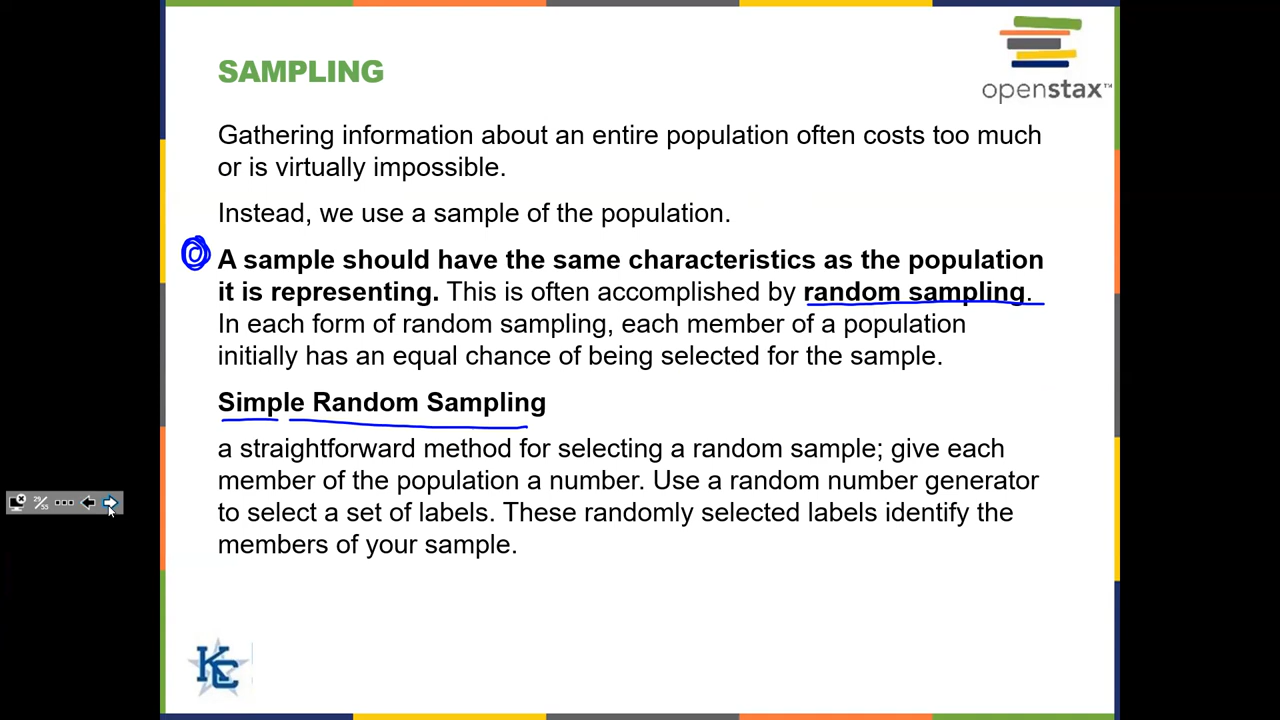 SAMPLING
openstax™
Gathering information about an entire population often costs too much
or is virtually impossible.
Instead, we use a sample of the population.
A sample should have the same characteristics as the population
it is representing. This is often accomplished by random sampling.
In each form of random sampling, each member of a population
initially has an equal chance of being selected for the sample.
Simple Random Sampling
a straightforward method for selecting a random sample; give each
member of the population a number. Use a random number generator
to select a set of labels. These randomly selected labels identify the
members of your sample.
KC